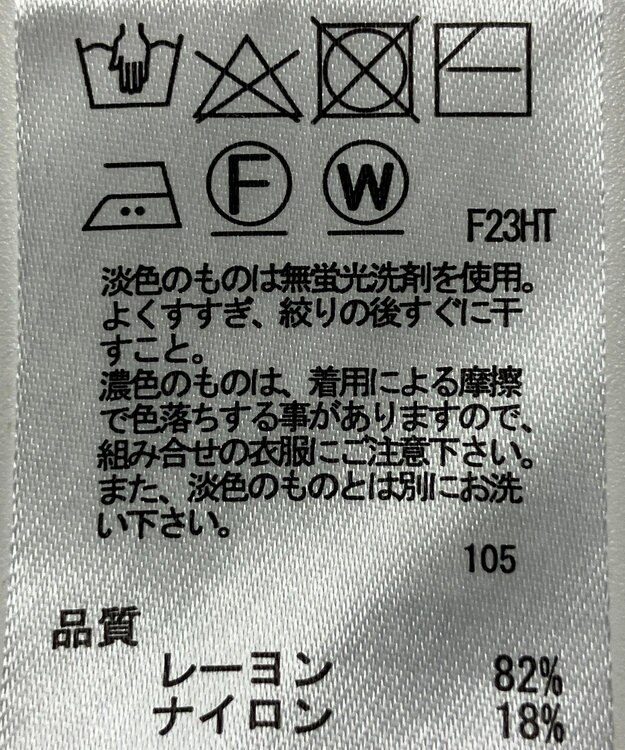 F W
F23HT
淡色のものは無蛍光洗剤を使用。
よくすすぎ、絞りの後すぐに干
すこと。
濃色のものは、着用による摩擦
で色落ちする事がありますので、
組み合せの衣服にご注意下さい。
また、淡色のものとは別にお洗
い下さい。
105
品質
レーヨン 82%
ナイロン 18%